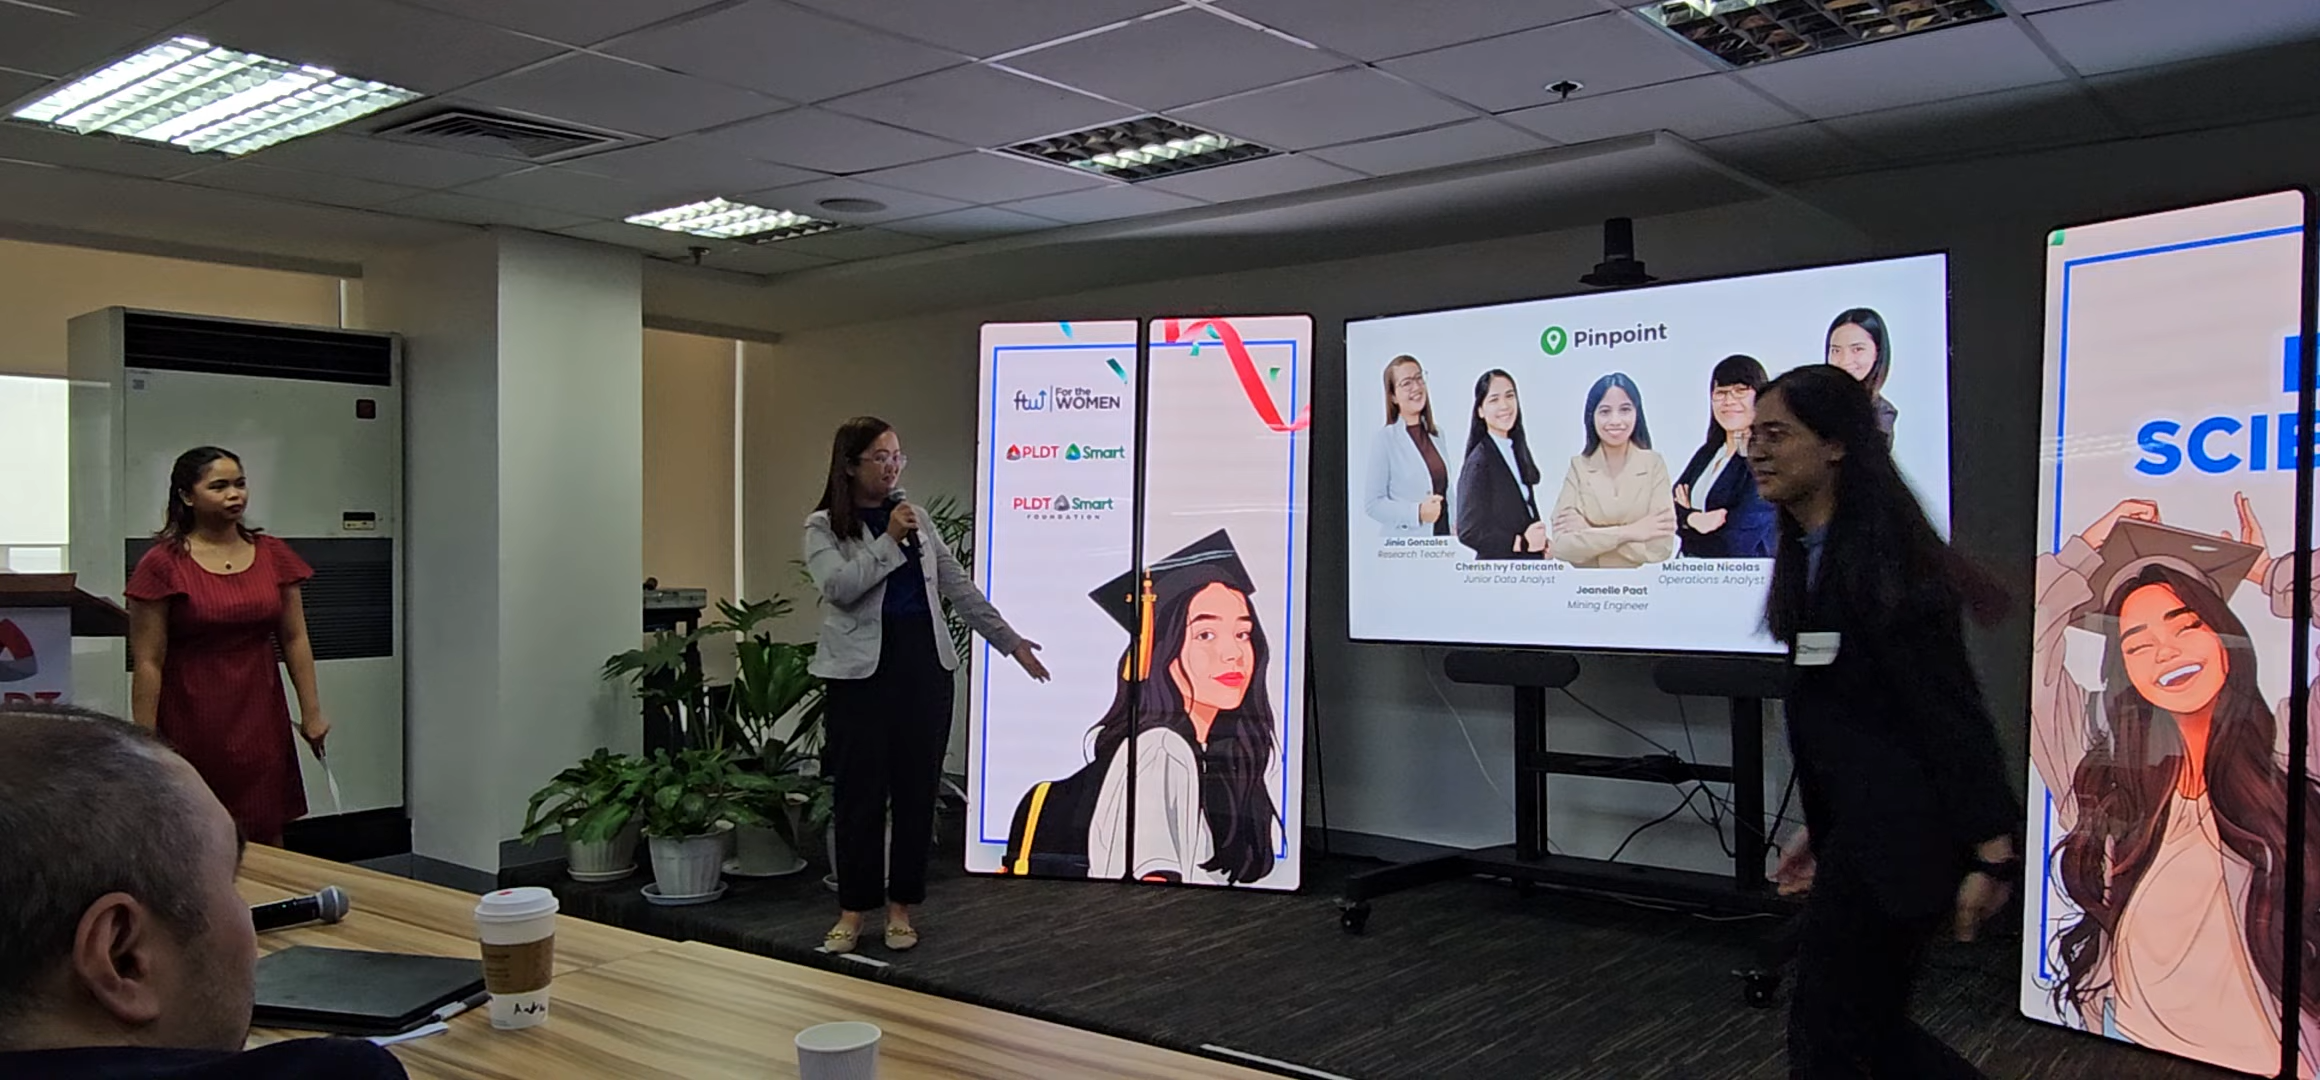 ftw For the
WOMEN
PLDT Smart
PLDT Smart
FOUNDATION
Pinpoint
Jinia Gonzales
Research Teacher
Cherish Ivy Fabricante
Junior Data Analyst
Jeanelle Paat
Mining Engineer
Michaela Nicolas
Operations Analyst
SCIE